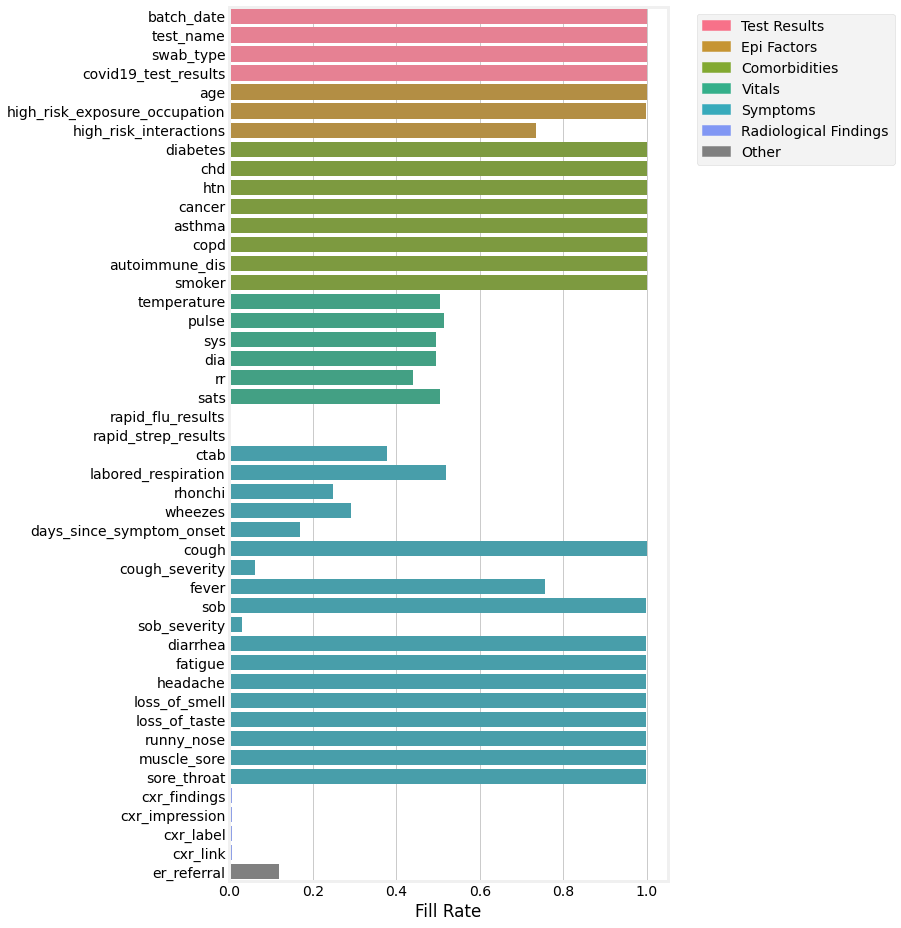 batch_date
test_name
swab_type
covid19_test_results
age
high_risk_exposure_occupation
high_risk_interactions
diabetes
chd
htn
cancer
asthma
copd
autoimmune_dis
smoker
temperature
pulse
sys
dia
rr
sats
rapid_flu_results
rapid_strep_results
ctab
labored_respiration
rhonchi
wheezes
days_since_symptom_onset
cough
cough_severity
fever
sob
sob_severity
diarrhea
fatigue
headache
loss_of_smell
loss_of_taste
runny_nose
muscle_sore
sore_throat
cxr_findings
cxr_impression
cxr_label
cxr_link
er_referral
0.0 0.2 0.4 0.6 0.8 1.0
Fill Rate
Test Results
Epi Factors
Comorbidities
Vitals
Symptoms
Radiological Findings
Other